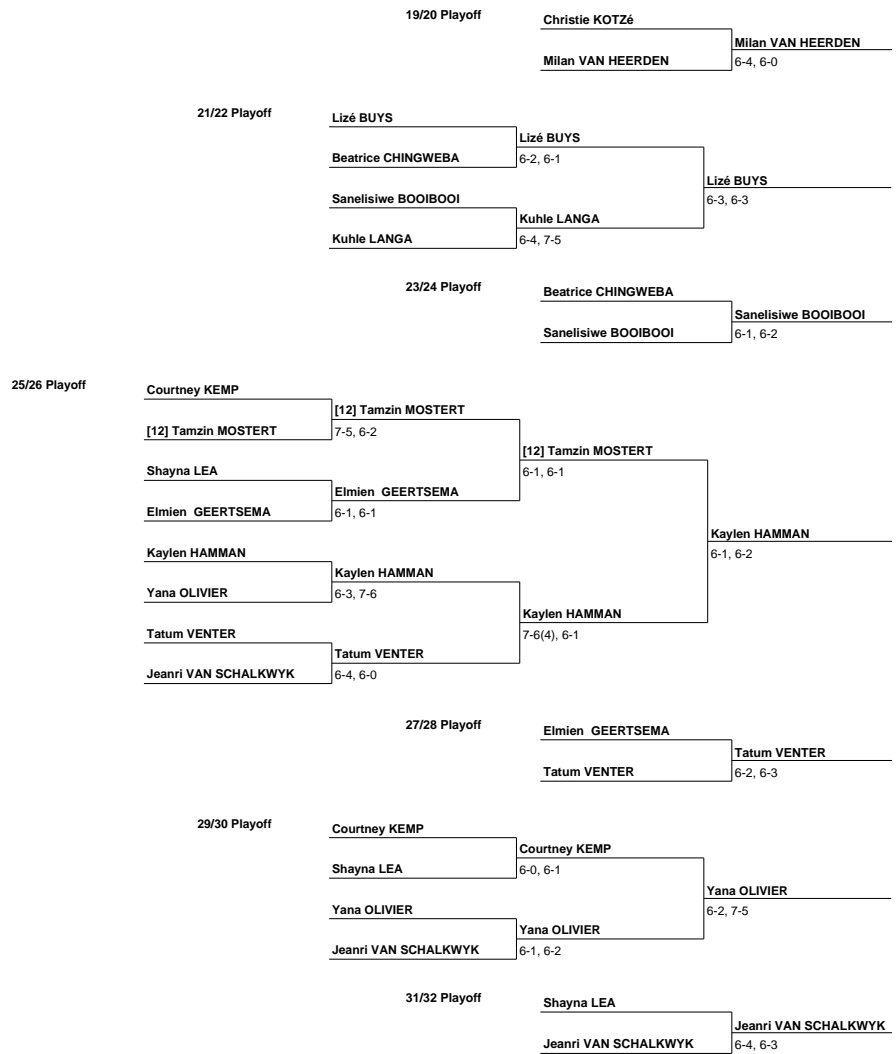 19/20 Playoff
Christie KOTZé
Milan VAN HEERDEN
Milan VAN HEERDEN
6-4, 6-0
21/22 Playoff
Lizé BUYS
Lizé BUYS
Beatrice CHINGWEBA
6-2, 6-1
Lizé BUYS
Sanelisiwe BOOIBOOI
6-3, 6-3
Kuhle LANGA
Kuhle LANGA
6-4, 7-5
23/24 Playoff
Beatrice CHINGWEBA
Sanelisiwe BOOIBOOI
Sanelisiwe BOOIBOOI
6-1, 6-2
25/26 Playoff
Courtney KEMP
[12] Tamzin MOSTERT
[12] Tamzin MOSTERT
7-5, 6-2
[12] Tamzin MOSTERT
Shayna LEA
6-1, 6-1
Elmien GEERTSEMA
Elmien GEERTSEMA
6-1, 6-1
Kaylen HAMMAN
Kaylen HAMMAN
6-1, 6-2
Kaylen HAMMAN
Yana OLIVIER
6-3, 7-6
Kaylen HAMMAN
Tatum VENTER
7-6(4), 6-1
Tatum VENTER
Jeanri VAN SCHALKWYK
6-4, 6-0
27/28 Playoff
Elmien GEERTSEMA
Tatum VENTER
Tatum VENTER
6-2, 6-3
29/30 Playoff
Courtney KEMP
Courtney KEMP
Shayna LEA
6-0, 6-1
Yana OLIVIER
Yana OLIVIER
6-2, 7-5
Yana OLIVIER
Jeanri VAN SCHALKWYK
6-1, 6-2
31/32 Playoff
Shayna LEA
Jeanri VAN SCHALKWYK
Jeanri VAN SCHALKWYK
6-4, 6-3